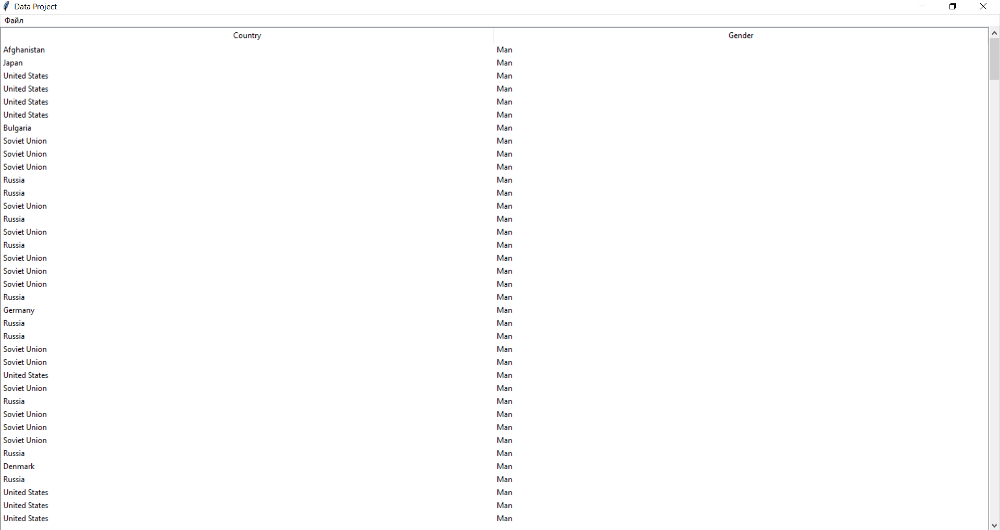 Data Project
Файл
Country Gender
Afghanistan Man
Japan Man
United States Man
United States Man
United States Man
United States Man
Bulgaria Man
Soviet Union Man
Soviet Union Man
Soviet Union Man
Russia Man
Russia Man
Soviet Union Man
Russia Man
Soviet Union Man
Russia Man
Soviet Union Man
Soviet Union Man
Soviet Union Man
Russia Man
Germany Man
Russia Man
Russia Man
Soviet Union Man
Soviet Union Man
United States Man
Soviet Union Man
Russia Man
Soviet Union Man
Soviet Union Man
Soviet Union Man
Russia Man
Denmark Man
Russia Man
United States Man
United States Man
United States Man